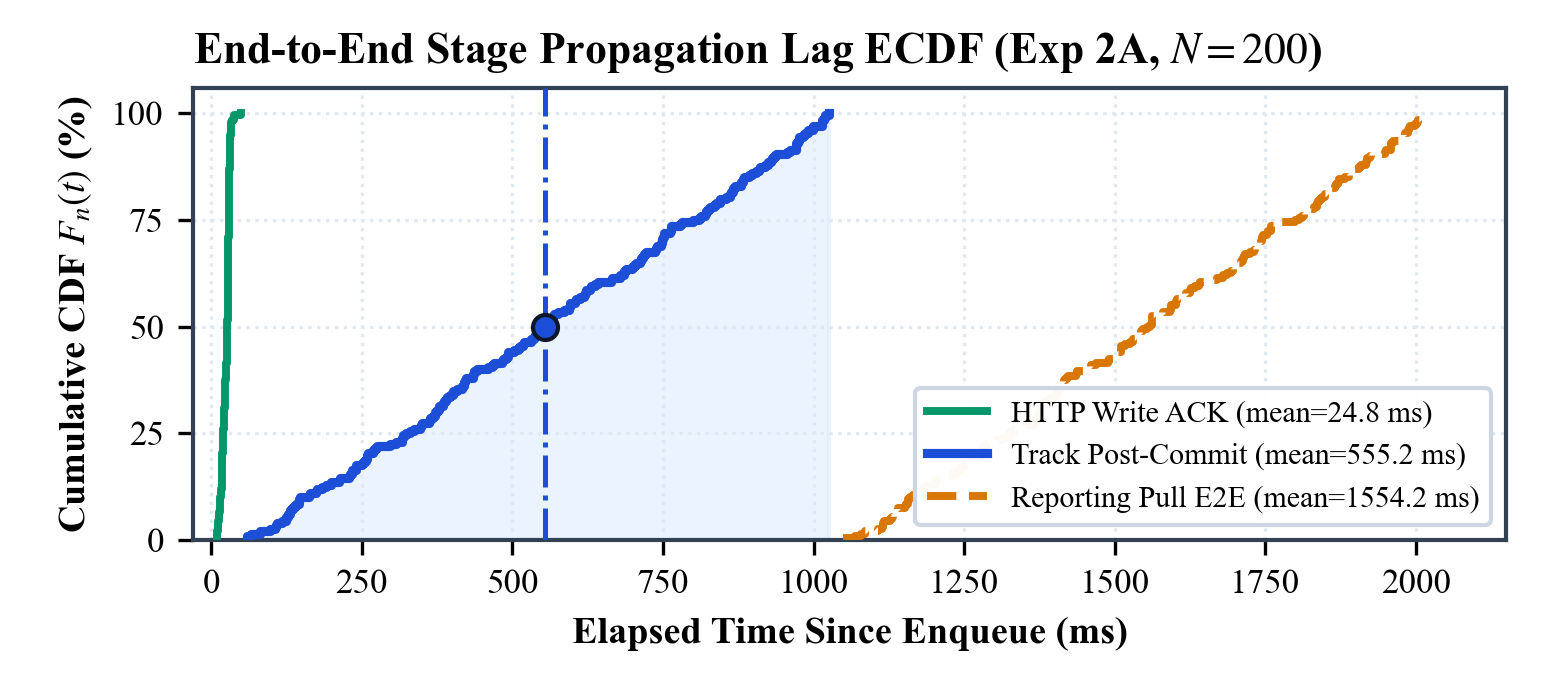 End-to-End Stage Propagation Lag ECDF (Exp 2A, N=200)
Cumulative CDF Fₙ(t) (%)
100
75
50
25
0
HTTP Write ACK (mean=24.8 ms)
Track Post-Commit (mean=555.2 ms)
Reporting Pull E2E (mean=1554.2 ms)
0 250 500 750 1000 1250 1500 1750 2000
Elapsed Time Since Enqueue (ms)